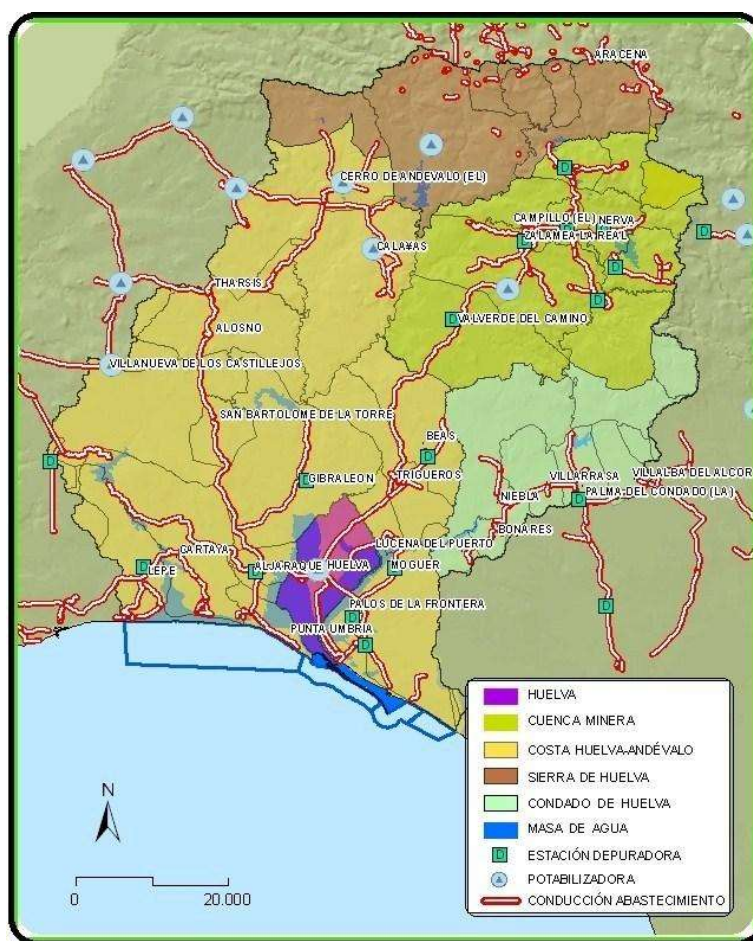 ARACENA
CERRO DE ANDEVALO (EL)
CAMPILLO (EL) NERVA
ZALAMEA LA REAL
CALA¥AS
THARSIS
VALVERDE DEL CAMINO
ALOSNO
VILLANUEVA DE LOS CASTILLEJOS
SAN BARTOLOME DE LA TORRE
BEAS
GIBRALEON
TRIGUEROS
VILLARRASA
VILLALBA DEL ALCOR
NIEBLA
PALMA DEL CONDADO (LA)
BONARES
LUCENA DEL PUERTO
CARTAYA
LEPE
ALJARAQUE HUELVA
MOGUER
PALOS DE LA FRONTERA
PUNTA UMBRIA
HUELVA
CUENCA MINERA
COSTA HUELVA-ANDÉVALO
SIERRA DE HUELVA
CONDADO DE HUELVA
MASA DE AGUA
D ESTACIÓN DEPURADORA
POTABILIZADORA
CONDUCCIÓN ABASTECIMIENTO
N
0 20.000